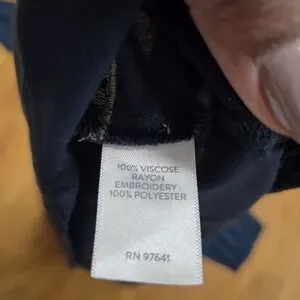 100% VISCOSE
RAYON
EMBROIDERY:
100% POLYESTER
RN 97641